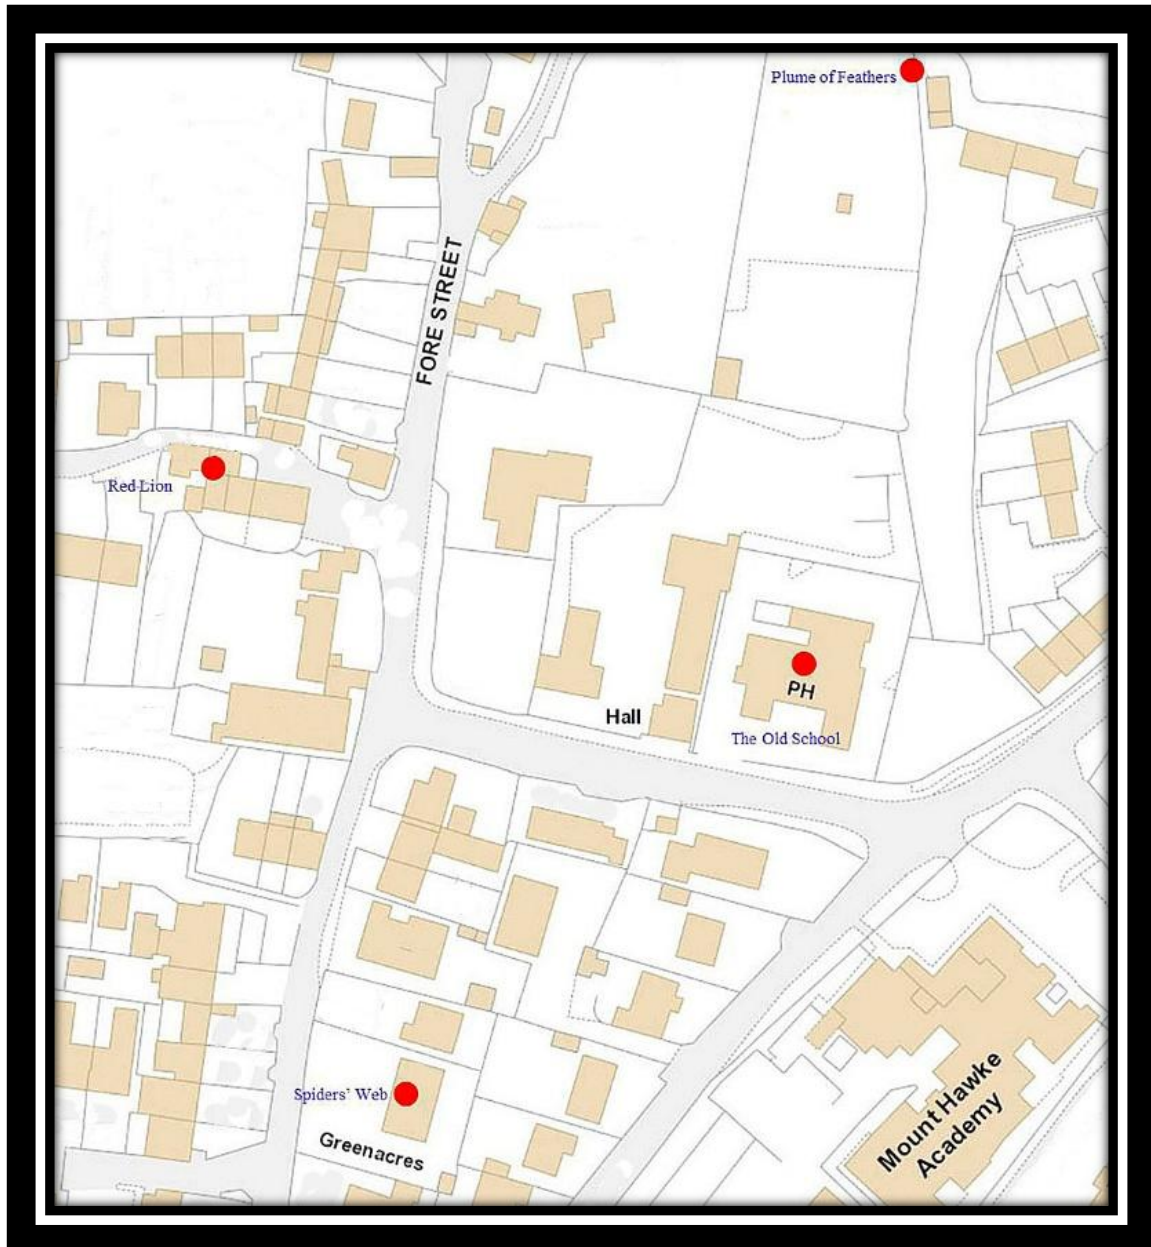 Plume of Feathers
FORE STREET
Red Lion
PH
Hall
The Old School
Spiders' Web
Greenacres
Mount Hawke
Academy